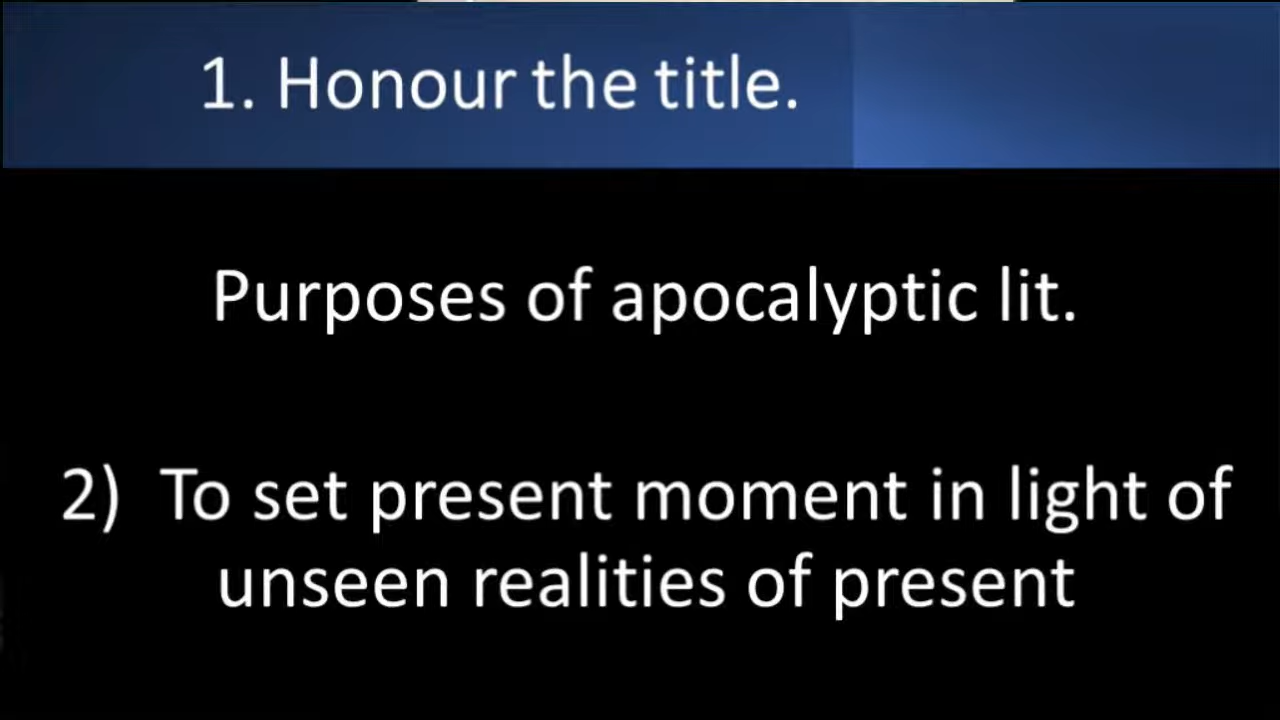 1. Honour the title.
Purposes of apocalyptic lit.
2) To set present moment in light of
unseen realities of present